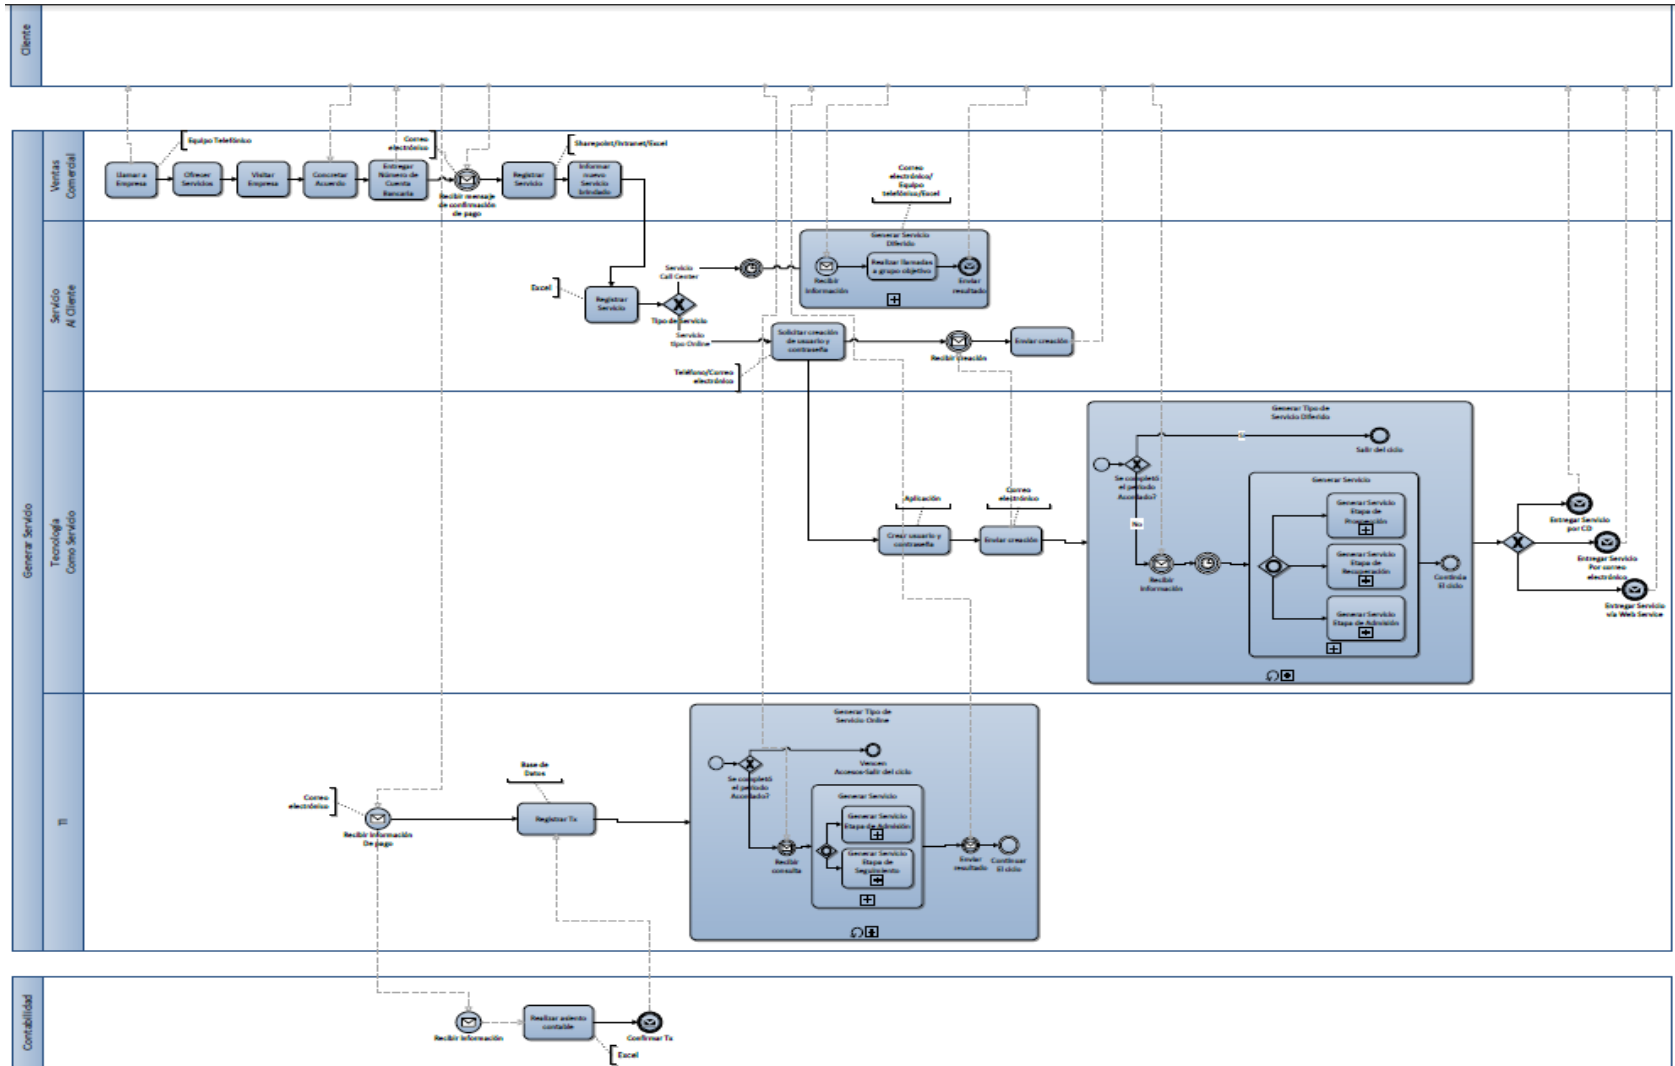 Cliente
Generar Servicio
Ventas
Comercial
Equipo Telefónico
Llamar a
Empresa
Ofrecer
Servicios
Visitar
Empresa
Concretar
Acuerdo
Entregar
Número de
Cuenta
Bancaria
Correo
electrónico
Recibir mensaje
de confirmación
de pago
Registrar
Servicio
Sharepoint/Intranet/Excel
Informar
nuevo
Servicio
brindado
Correo
electrónico/
Equipo
telefónico/Excel
Servicio
Al Cliente
Excel
Registrar
Servicio
Servicio
Call Center
Tipo de Servicio
Servicio
tipo Online
Generar Servicio
Diferido
Recibir
Información
Realizar llamadas
a grupo objetivo
Enviar
resultado
Solicitar creación
de usuario y
contraseña
Teléfono/Correo
electrónico
Recibir creación
Enviar creación
Tecnología
Como Servicio
Aplicación
Crear usuario y
contraseña
Correo
electrónico
Enviar creación
Generar Tipo de
Servicio Diferido
Se completó
el periodo
Acordado?
Salir del ciclo
No
Recibir
Información
Generar Servicio
Generar Servicio
Etapa de
Prospección
Generar Servicio
Etapa de
Recuperación
Generar Servicio
Etapa de Admisión
Continúa
El ciclo
Entregar Servicio
por CD
Entregar Servicio
Por correo
electrónico
Entregar Servicio
vía Web Service
TI
Correo
electrónico
Recibir Información
De pago
Base de
Datos
Registrar Tx
Generar Tipo de
Servicio Online
Se completó
el periodo
Acordado?
Vencen
Accesos-Salir del ciclo
Recibir
consulta
Generar Servicio
Generar Servicio
Etapa de Admisión
Generar Servicio
Etapa de
Seguimiento
Enviar
resultado
Continuar
El ciclo
Contabilidad
Recibir Información
Realizar asiento
contable
Excel
Confirmar Tx